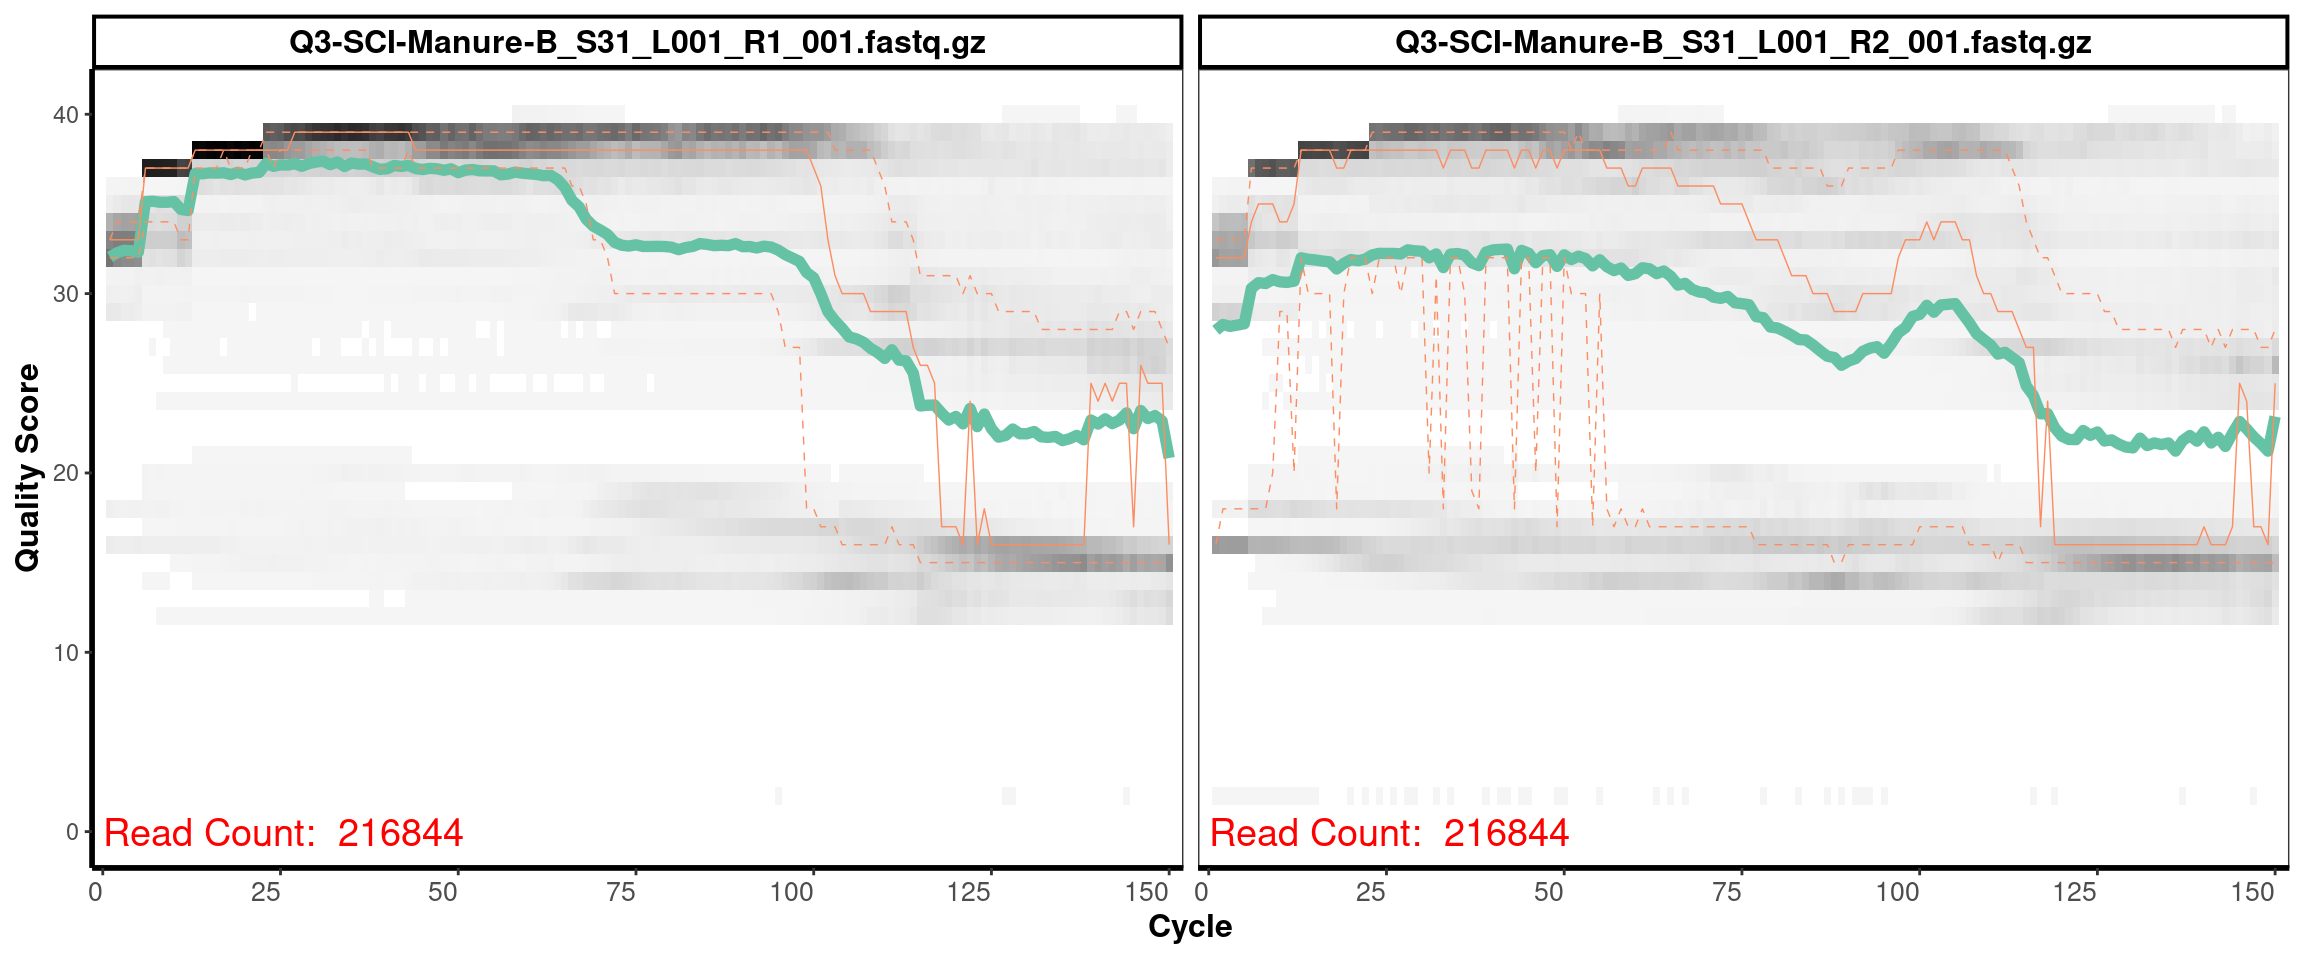 Q3-SCI-Manure-B_S31_L001_R1_001.fastq.gz
Q3-SCI-Manure-B_S31_L001_R2_001.fastq.gz
Quality Score
40
30
20
10
0
Read Count: 216844
Read Count: 216844
0 25 50 75 100 125 150
0 25 50 75 100 125 150
Cycle